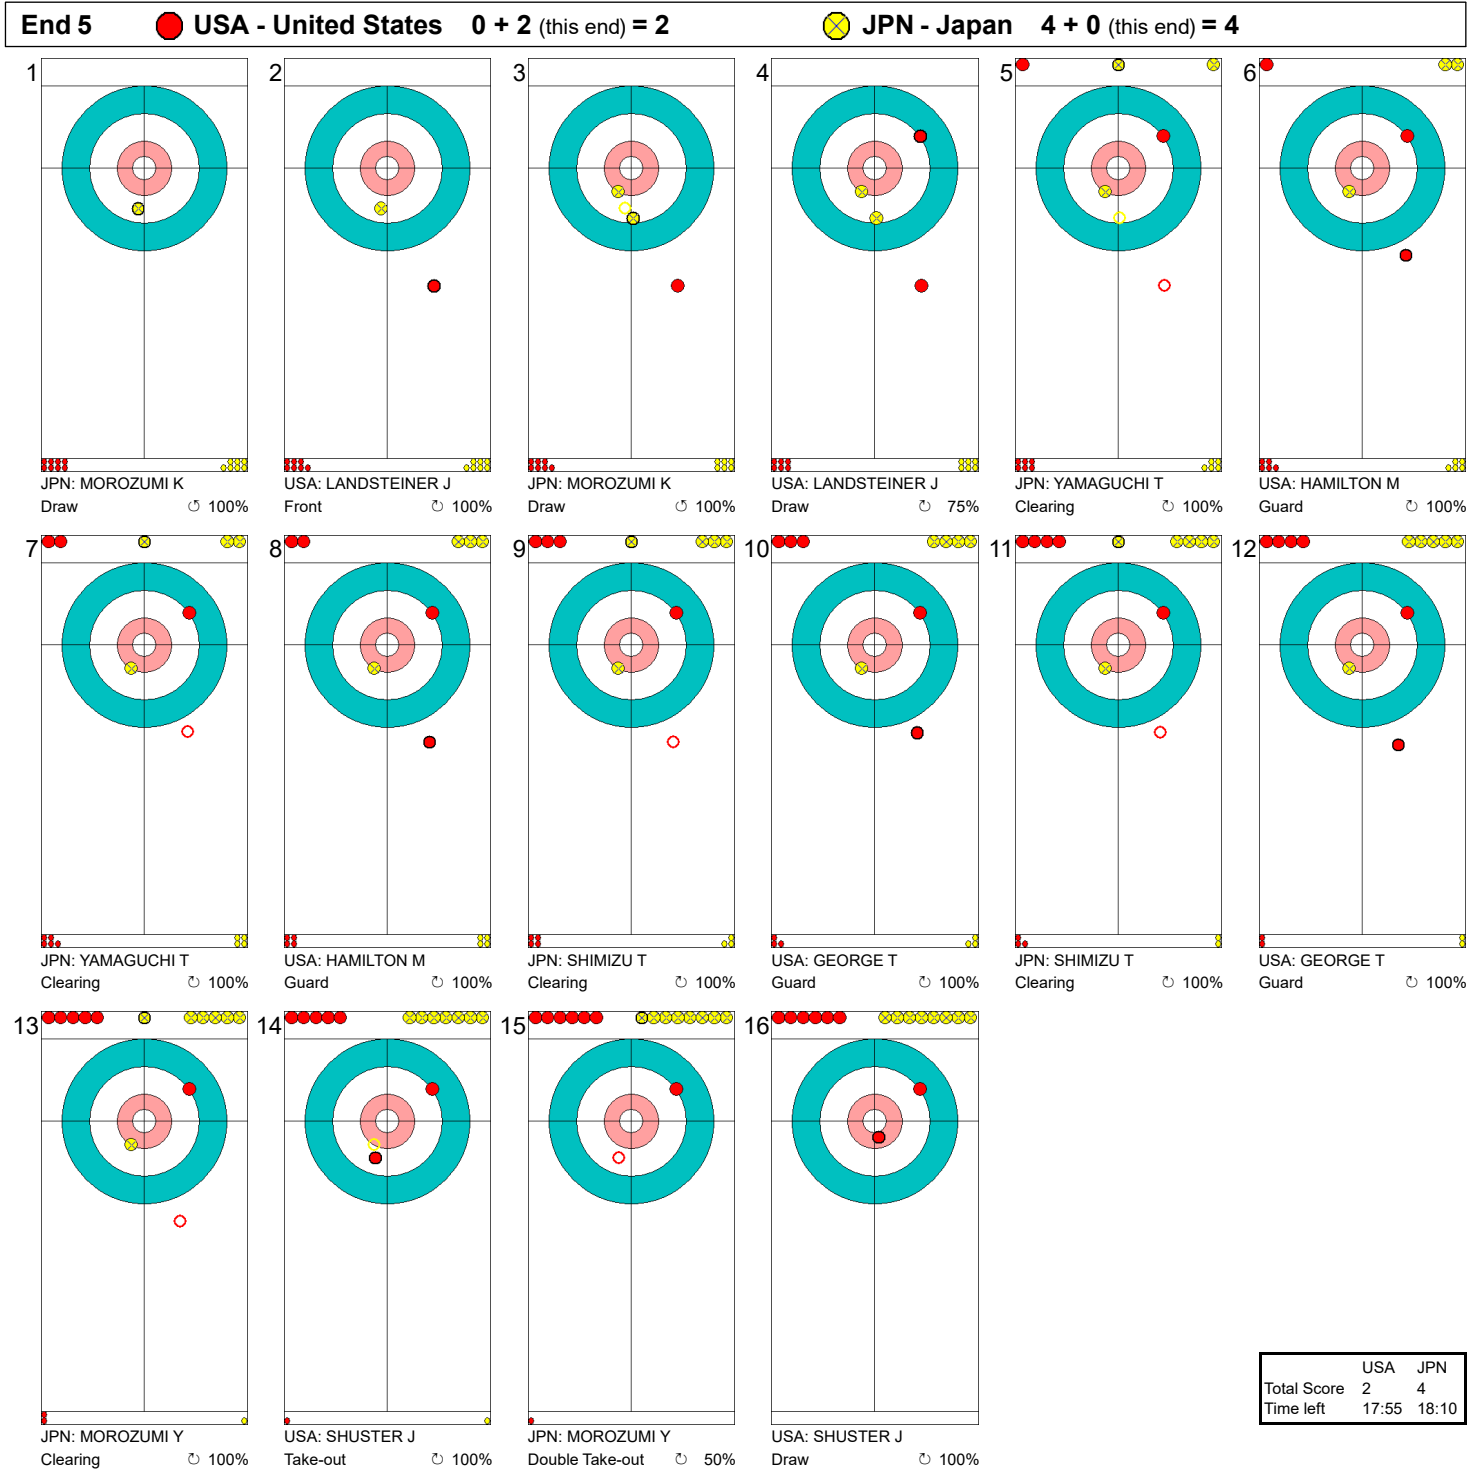 End 5 USA - United States 0 + 2 (this end) = 2 JPN - Japan 4 + 0 (this end) = 4
1 2 3 4 5 6
JPN: MOROZUMI K USA: LANDSTEINER J JPN: MOROZUMI K USA: LANDSTEINER J JPN: YAMAGUCHI T USA: HAMILTON M
Draw ↻ 100% Front ↻ 100% Draw ↻ 100% Draw ↻ 75% Clearing ↻ 100% Guard ↻ 100%
7 8 9 10 11 12
JPN: YAMAGUCHI T USA: HAMILTON M JPN: SHIMIZU T USA: GEORGE T JPN: SHIMIZU T USA: GEORGE T
Clearing ↻ 100% Guard ↻ 100% Clearing ↻ 100% Guard ↻ 100% Clearing ↻ 100% Guard ↻ 100%
13 14 15 16
JPN: MOROZUMI Y USA: SHUSTER J JPN: MOROZUMI Y USA: SHUSTER J
Clearing ↻ 100% Take-out ↻ 100% Double Take-out ↻ 50% Draw ↻ 100%
USA JPN
Total Score 2 4
Time left 17:55 18:10